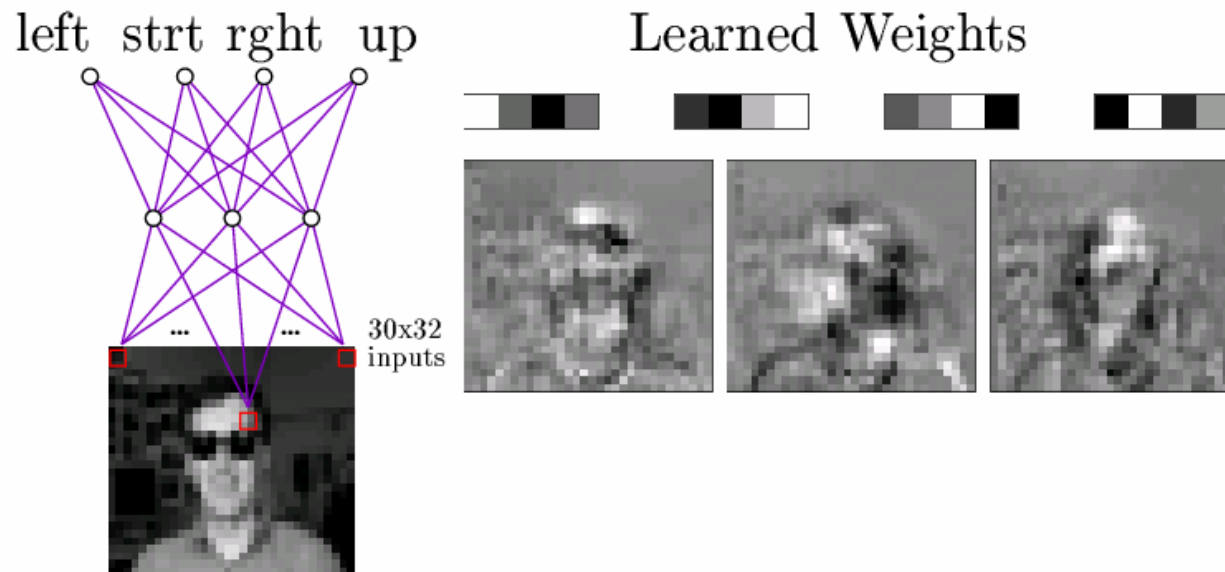 left strt rght up
Learned Weights
... ...
30x32
inputs